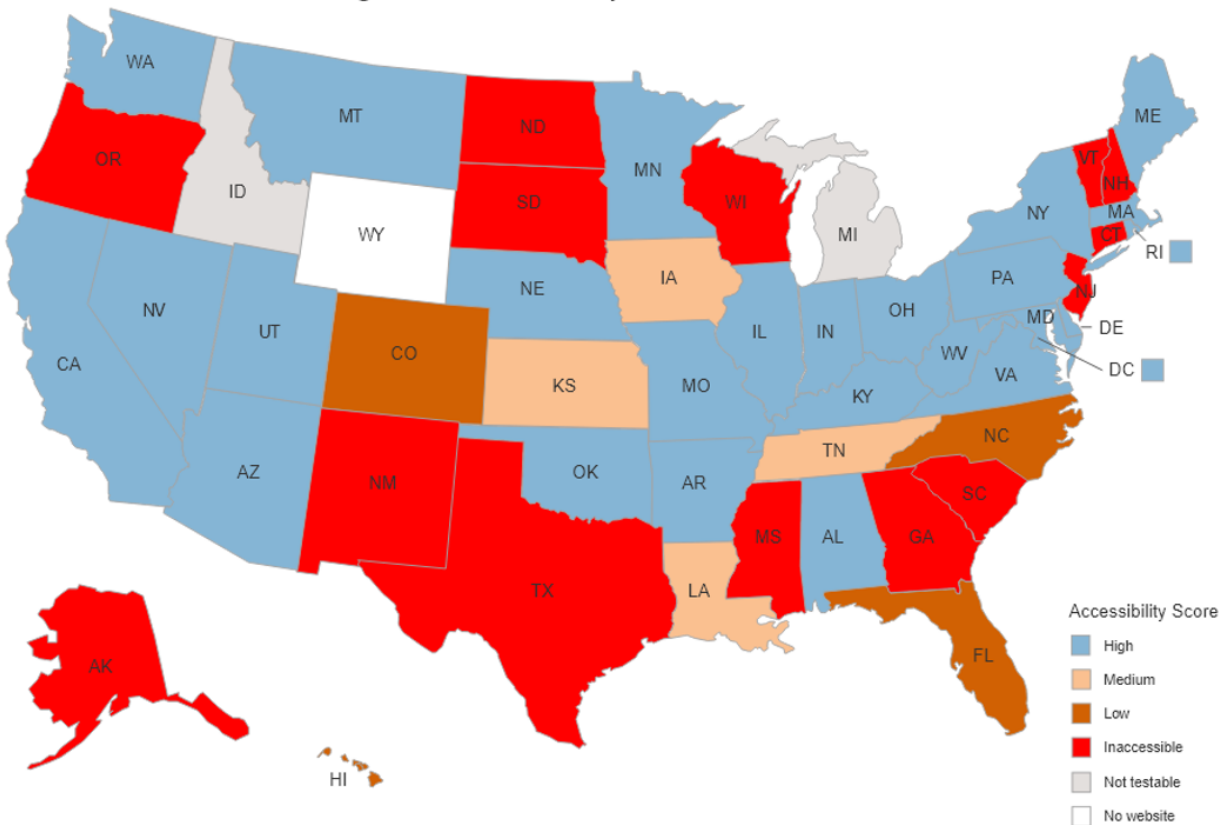 WA
MT
ND
ME
OR
MN
VT
ID
SD
WI
NH
NY
MA
WY
MI
CT
RI
IA
PA
NE
NJ
NV
OH
MD
UT
IL
IN
DE
CO
WV
CA
DC
KS
MO
VA
KY
NC
TN
AZ
OK
NM
AR
SC
MS
AL
GA
TX
LA
Accessibility Score
High
FL
AK
Medium
Low
Inaccessible
HI
Not testable
No website